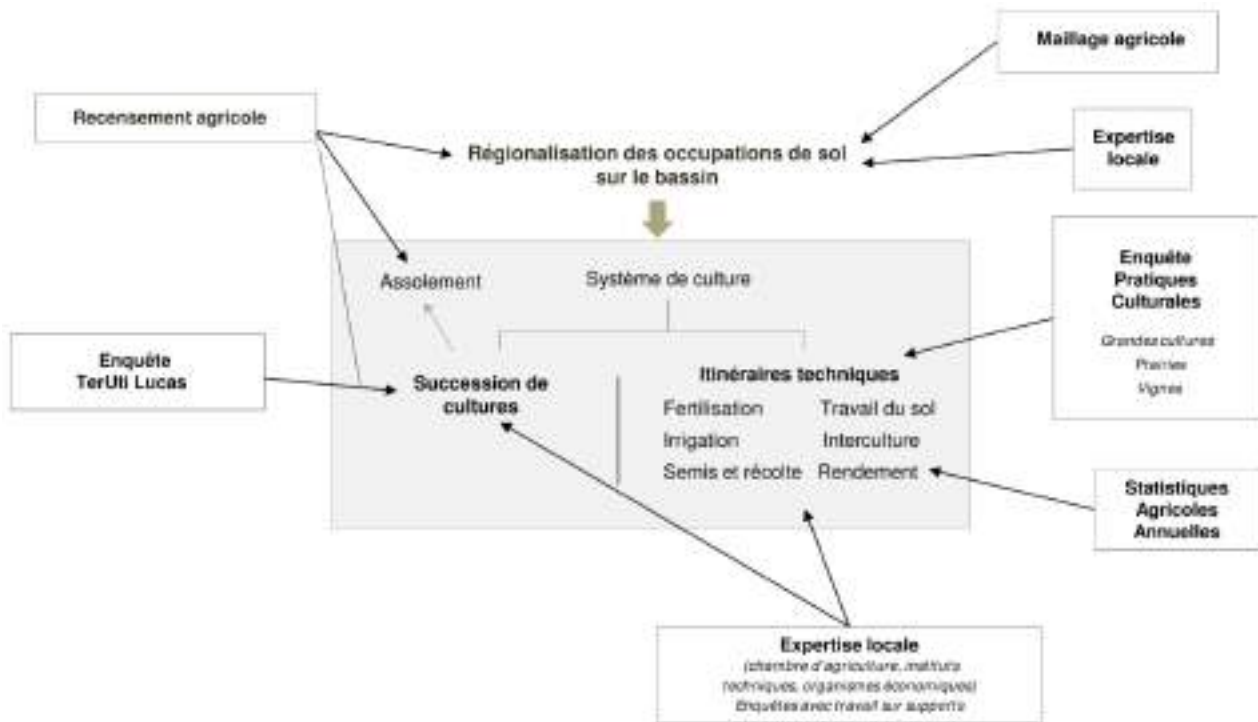 Maillage agricole
Recensement agricole
Expertise
locale
Régionalisation des occupations de sol
sur le bassin
Enquête
Pratiques
Culturales
Grandes cultures
Prairies
Vignes
Assolement
Système de culture
Enquête
TerUti Lucas
Succession de
cultures
Itinéraires techniques
Fertilisation
Travail du sol
Irrigation
Interculture
Semis et récolte
Rendement
Statistiques
Agricoles
Annuelles
Expertise locale
(chambre d'agriculture, instituts
techniques, organismes économiques)
Enquêtes avec travail sur supports